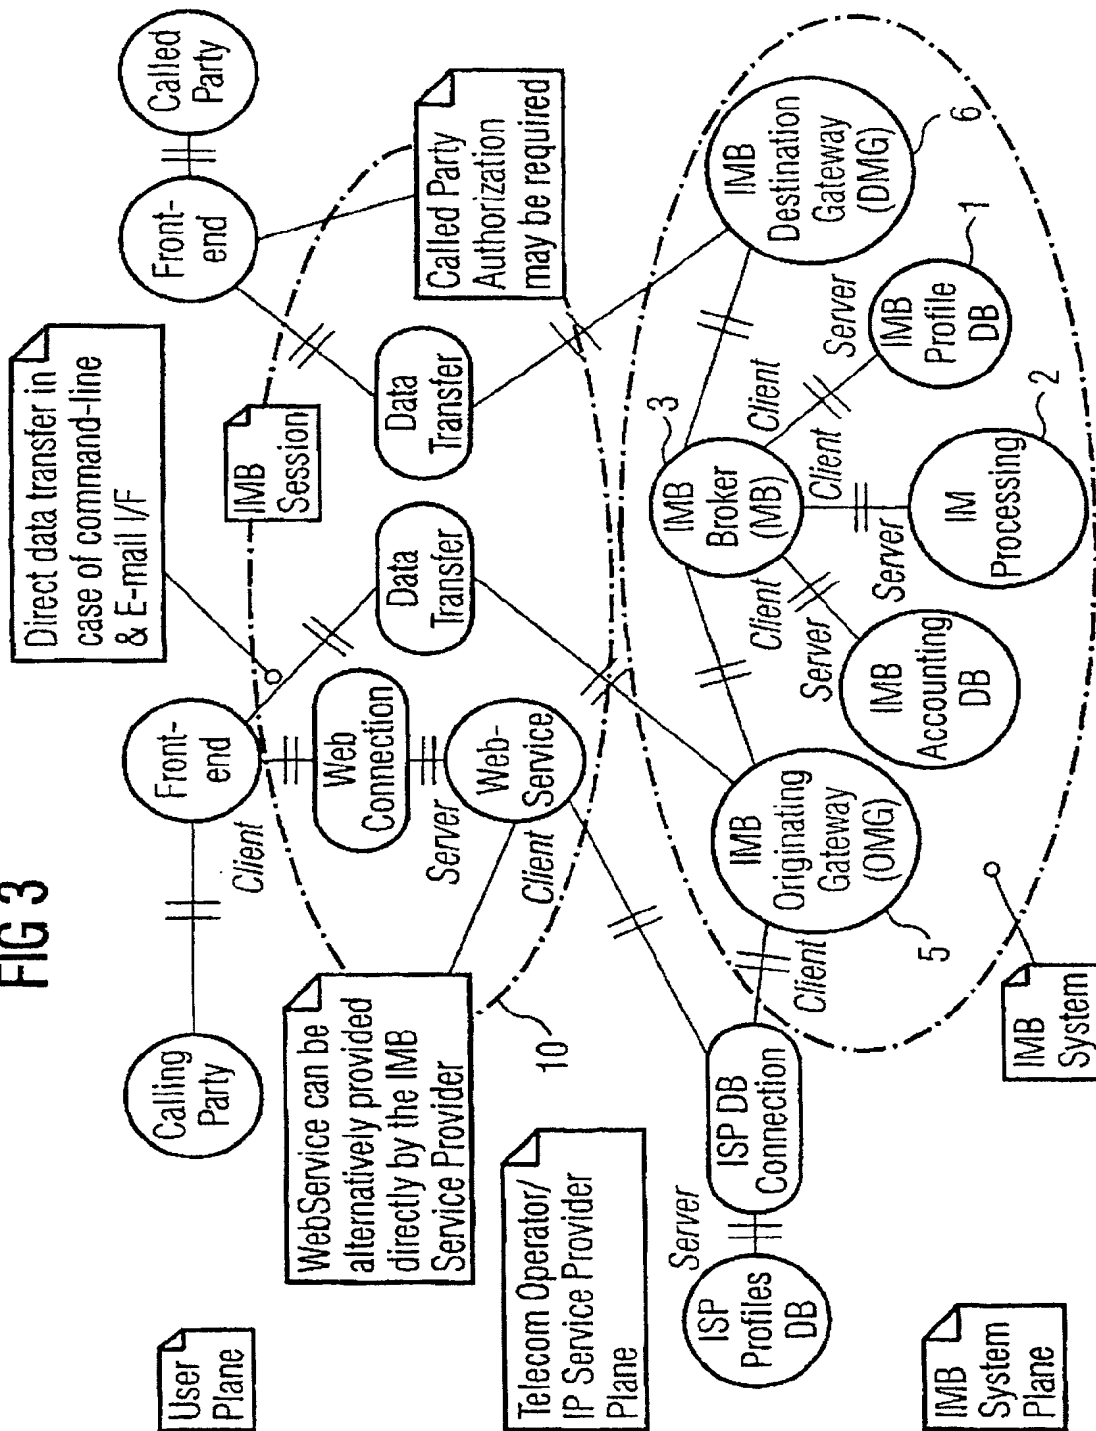 FIG 3
User
Plane
Calling
Party
Client
Front-
end
Direct data transfer in
case of command-line
& E-mail I/F
Front-
end
Called
Party
WebService can be
alternatively provided
directly by the IMB
Service Provider
Web
Connection
Server
IMB
Session
Data
Transfer
Data
Transfer
Called Party
Authorization
may be required
Web-
Service
Client
10
Telecom Operator/
IP Service Provider
Plane
Server
ISP
Profiles
DB
ISP DB
Connection
Client
IMB
Originating
Gateway
(OMG)
5
IMB
Broker
(MB)
3
Client
Server
Client
Server
Client
Server
IMB
Accounting
DB
IM
Processing
2
IMB
Profile
DB
1
IMB
Destination
Gateway
(DMG)
6
IMB
System
Plane
IMB
System